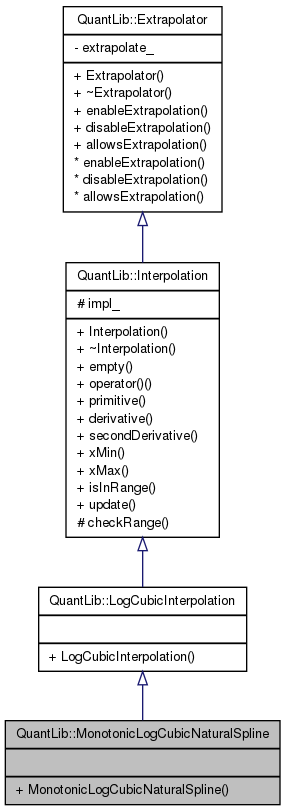 QuantLib::Extrapolator
- extrapolate_
+ Extrapolator()
+ ~Extrapolator()
+ enableExtrapolation()
+ disableExtrapolation()
+ allowsExtrapolation()
* enableExtrapolation()
* disableExtrapolation()
* allowsExtrapolation()
QuantLib::Interpolation
# impl_
+ Interpolation()
+ ~Interpolation()
+ empty()
+ operator()()
+ primitive()
+ derivative()
+ secondDerivative()
+ xMin()
+ xMax()
+ isInRange()
+ update()
# checkRange()
QuantLib::LogCubicInterpolation
+ LogCubicInterpolation()
QuantLib::MonotonicLogCubicNaturalSpline
+ MonotonicLogCubicNaturalSpline()